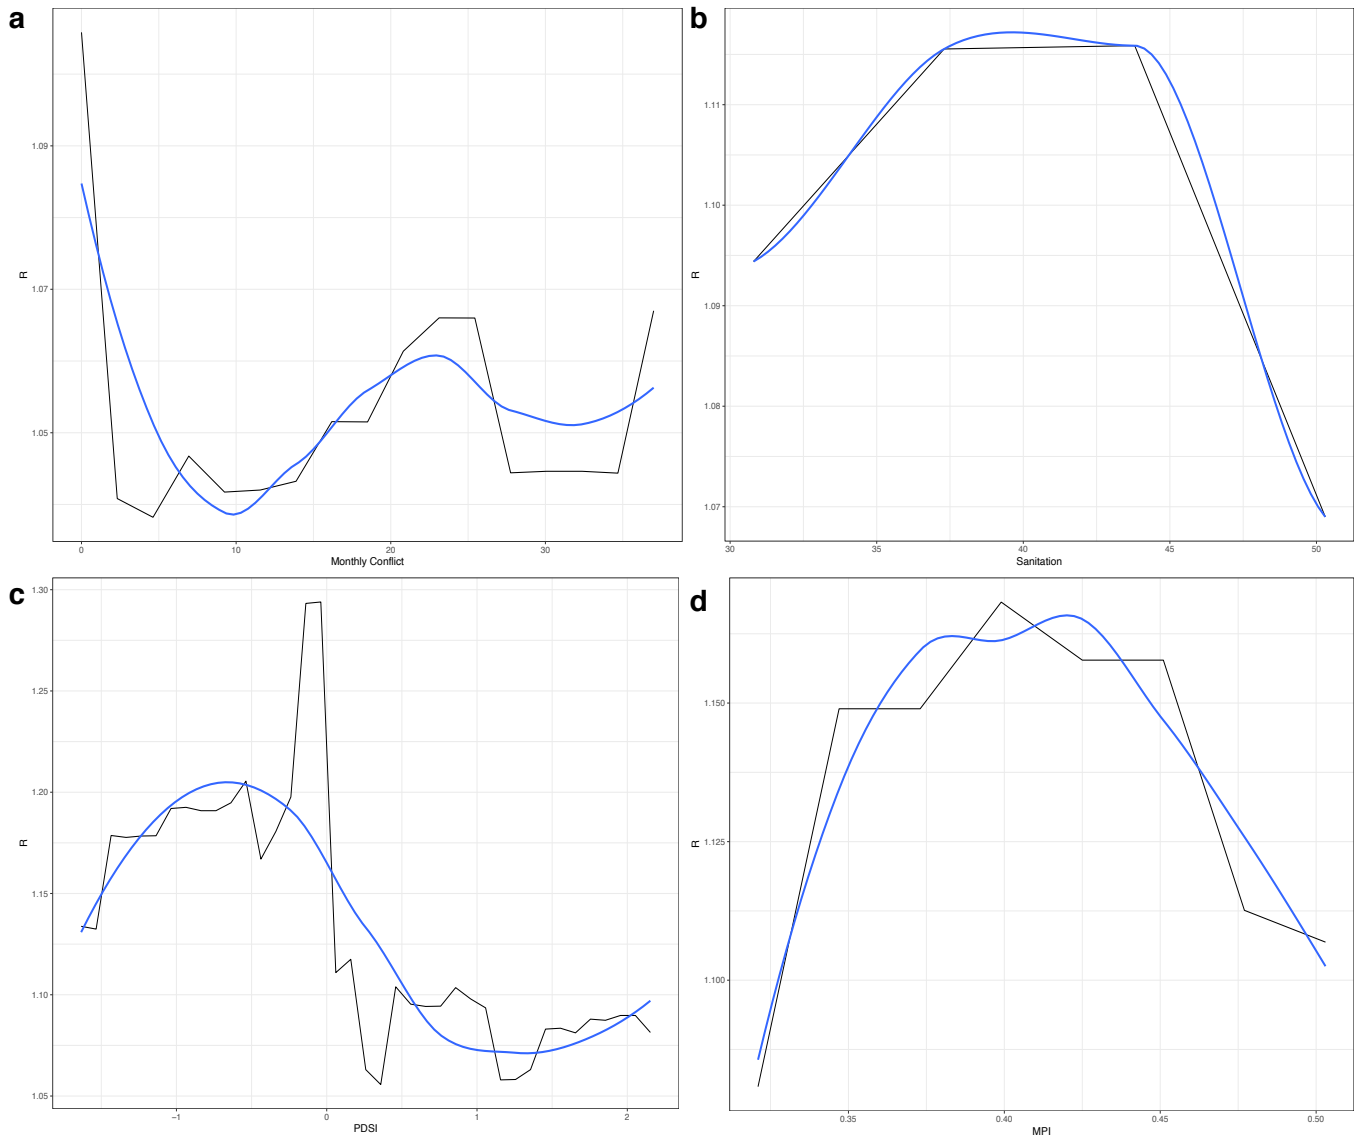 a
1.09
1.07
1.05
R
0 10 20 30
Monthly Conflict
b
1.11
1.10
1.09
1.08
1.07
R
30 35 40 45 50
Sanitation
c
1.30
1.25
1.20
1.15
1.10
1.05
R
−1 0 1 2
PDSI
d
1.150
1.125
1.100
R
0.35 0.40 0.45 0.50
MPI